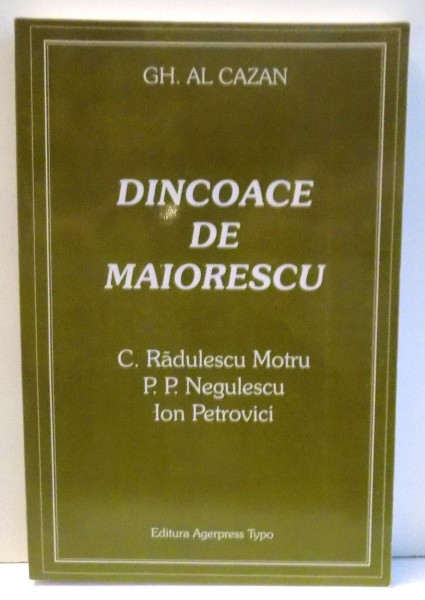 GH. AL CAZAN
DINCOACE
DE
MAIORESCU
C. Rădulescu Motru
P. P. Negulescu
Ion Petrovici
Editura Agerpress Typo